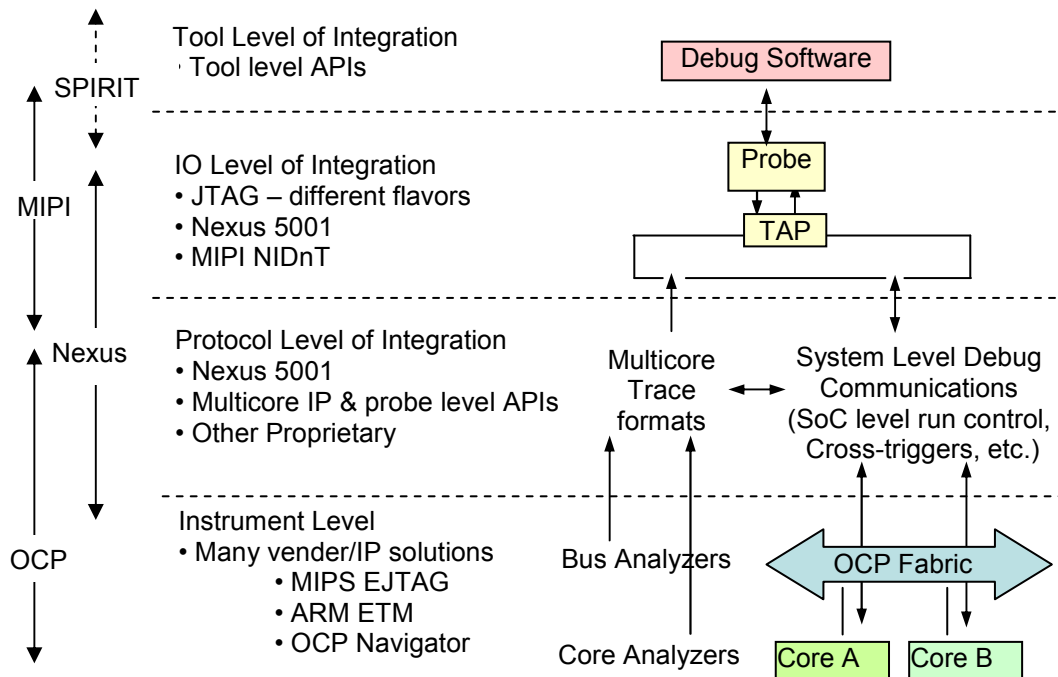 SPIRIT
MIPI
Nexus
OCP
Tool Level of Integration
· Tool level APIs
Debug Software
IO Level of Integration
• JTAG – different flavors
• Nexus 5001
• MIPI NIDnT
Probe
TAP
Protocol Level of Integration
• Nexus 5001
• Multicore IP & probe level APIs
• Other Proprietary
Multicore
Trace
formats
System Level Debug
Communications
(SoC level run control,
Cross-triggers, etc.)
Instrument Level
• Many vender/IP solutions
• MIPS EJTAG
• ARM ETM
• OCP Navigator
Bus Analyzers
Core Analyzers
OCP Fabric
Core A
Core B